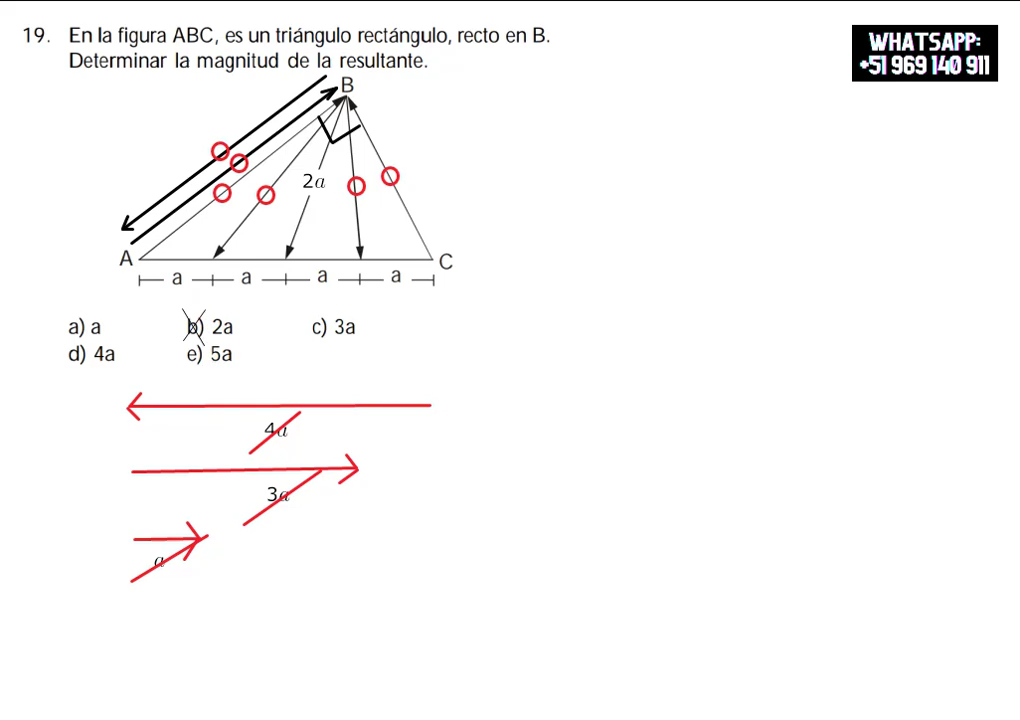 19. En la figura ABC, es un triángulo rectángulo, recto en B.
Determinar la magnitud de la resultante.
WHATSAPP:
+51 969 140 911
B
2a
A
C
a a a a
a) a b) 2a c) 3a
d) 4a e) 5a
4a
3a
a